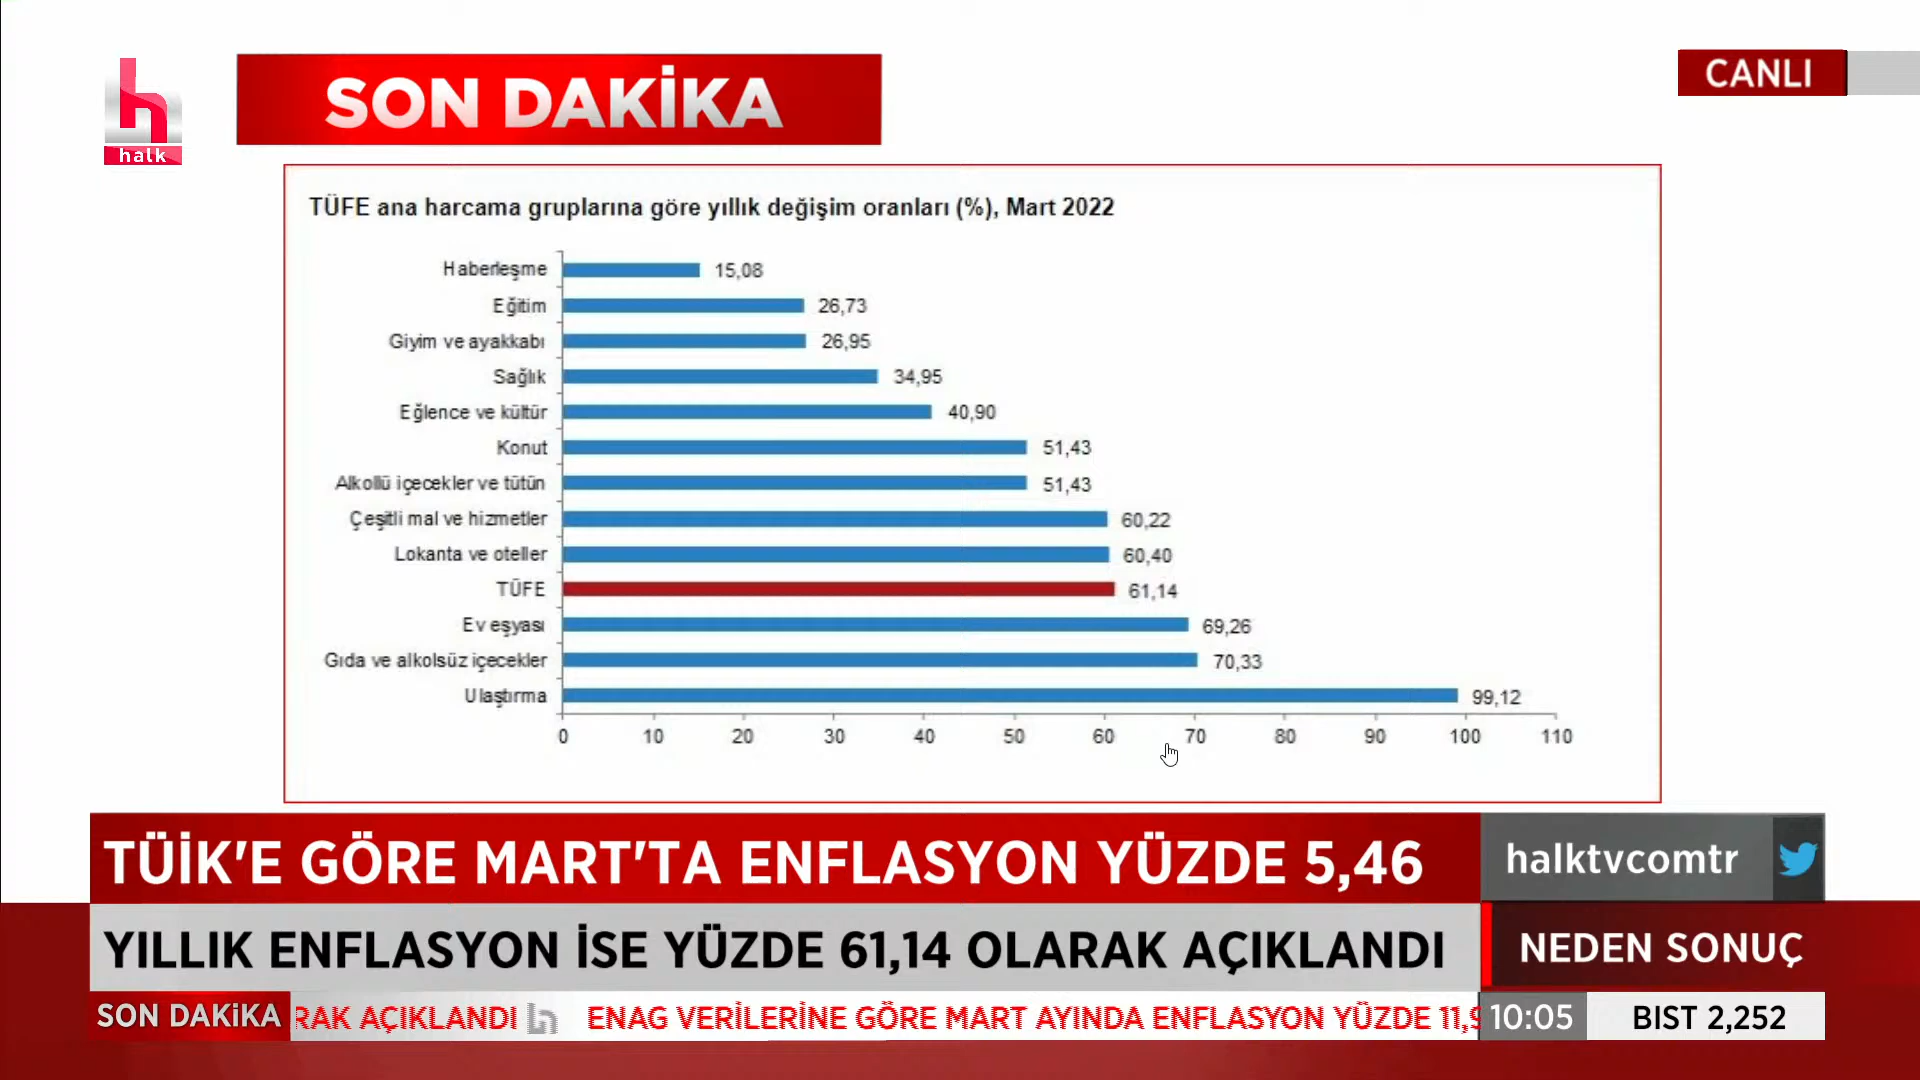 h
halk
SON DAKİKA
CANLI
TÜFE ana harcama gruplarına göre yıllık değişim oranları (%), Mart 2022
Haberleşme 15,08
Eğitim 26,73
Giyim ve ayakkabı 26,95
Sağlık 34,95
Eğlence ve kültür 40,90
Konut 51,43
Alkollü içecekler ve tütün 51,43
Çeşitli mal ve hizmetler 60,22
Lokanta ve oteller 60,40
TÜFE 61,14
Ev eşyası 69,26
Gıda ve alkolsüz içecekler 70,33
Ulaştırma 99,12
0 10 20 30 40 50 60 70 80 90 100 110
TÜİK'E GÖRE MART'TA ENFLASYON YÜZDE 5,46
halktvcomtr
YILLIK ENFLASYON İSE YÜZDE 61,14 OLARAK AÇIKLANDI
NEDEN SONUÇ
SON DAKİKA RAK AÇIKLANDI h ENAG VERİLERİNE GÖRE MART AYINDA ENFLASYON YÜZDE 11,9
10:05 BIST 2,252